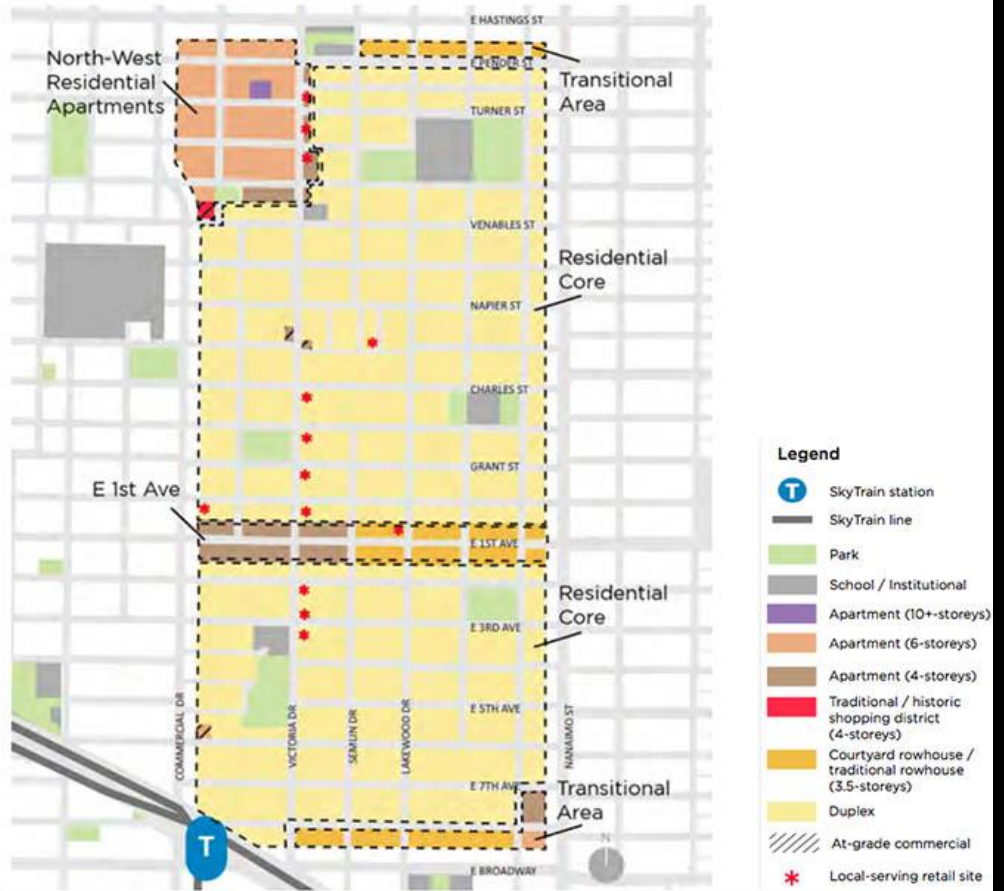 E HASTINGS ST
North-West
Residential
Apartments
E PENDER ST
Transitional
Area
TURNER ST
VENABLES ST
Residential
Core
NAPIER ST
CHARLES ST
GRANT ST
E 1st Ave
E 1ST AVE
Residential
Core
E 3RD AVE
COMMERCIAL DR
VICTORIA DR
SEMLIN DR
LAKEWOOD DR
NANAIMO ST
E 5TH AVE
E 7TH AVE
Transitional
Area
T
N
E BROADWAY
Legend
T SkyTrain station
SkyTrain line
Park
School / Institutional
Apartment (10+-storeys)
Apartment (6-storeys)
Apartment (4-storeys)
Traditional / historic
shopping district
(4-storeys)
Courtyard rowhouse /
traditional rowhouse
(3.5-storeys)
Duplex
At-grade commercial
Local-serving retail site